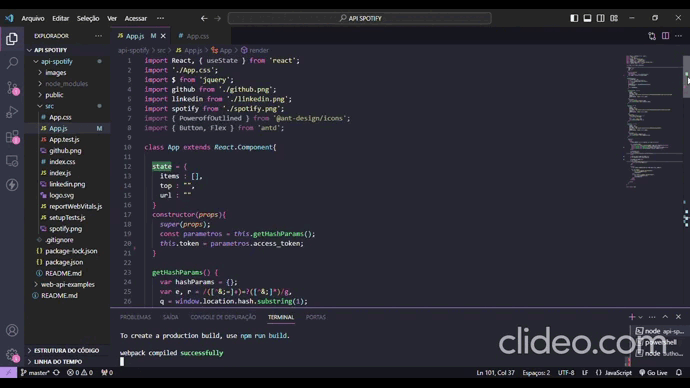 Arquivo Editar Seleção Ver Acessar ··· API SPOTIFY
EXPLORADOR ···
API SPOTIFY
api-spotify
images
node_modules
public
src
App.css
App.js M
App.test.js
github.png
index.css
index.js
linkedin.png
logo.svg
reportWebVitals.js
setupTests.js
spotify.png
.gitignore
package-lock.json
package.json
README.md
web-api-examples
README.md
ESTRUTURA DO CÓDIGO
LINHA DO TEMPO
App.js M App.css
api-spotify > src > App.js > App > render
1 import React, { useState } from 'react';
2 import './App.css';
3 import $ from 'jquery';
4 import github from './github.png';
5 import linkedin from './linkedin.png';
6 import spotify from './spotify.png';
7 import { PoweroffOutlined } from '@ant-design/icons';
8 import { Button, Flex } from 'antd';
9
10 class App extends React.Component{
11
12 state = {
13 items : [],
14 top : "",
15 url : ""
16 }
17 constructor(props){
18 super(props);
19 const parametros = this.getHashParams();
20 this.token = parametros.access_token;
21 }
22
23 getHashParams() {
24 var hashParams = {};
25 var e, r = /([^&;=]+)=?([^&;]*)/g,
26 q = window.location.hash.substring(1);
PROBLEMAS SAÍDA CONSOLE DE DEPURAÇÃO TERMINAL PORTAS
To create a production build, use npm run build.
webpack compiled successfully
node api-s...
powershell
node
clideo.com
master* 0 0 0 Ln 101, Col 37 Espaços: 2 UTF-8 LF {} JavaScript Go Live